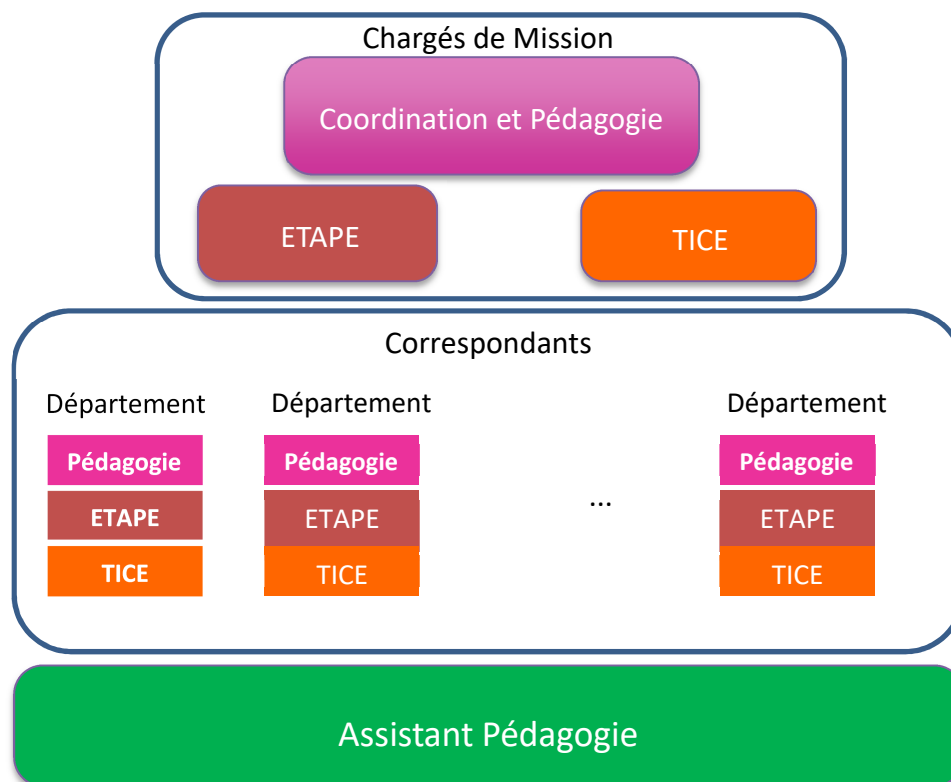 Chargés de Mission
Coordination et Pédagogie
ETAPE
TICE
Correspondants
Département
Pédagogie
ETAPE
TICE
Département
Pédagogie
ETAPE
TICE
...
Département
Pédagogie
ETAPE
TICE
Assistant Pédagogie